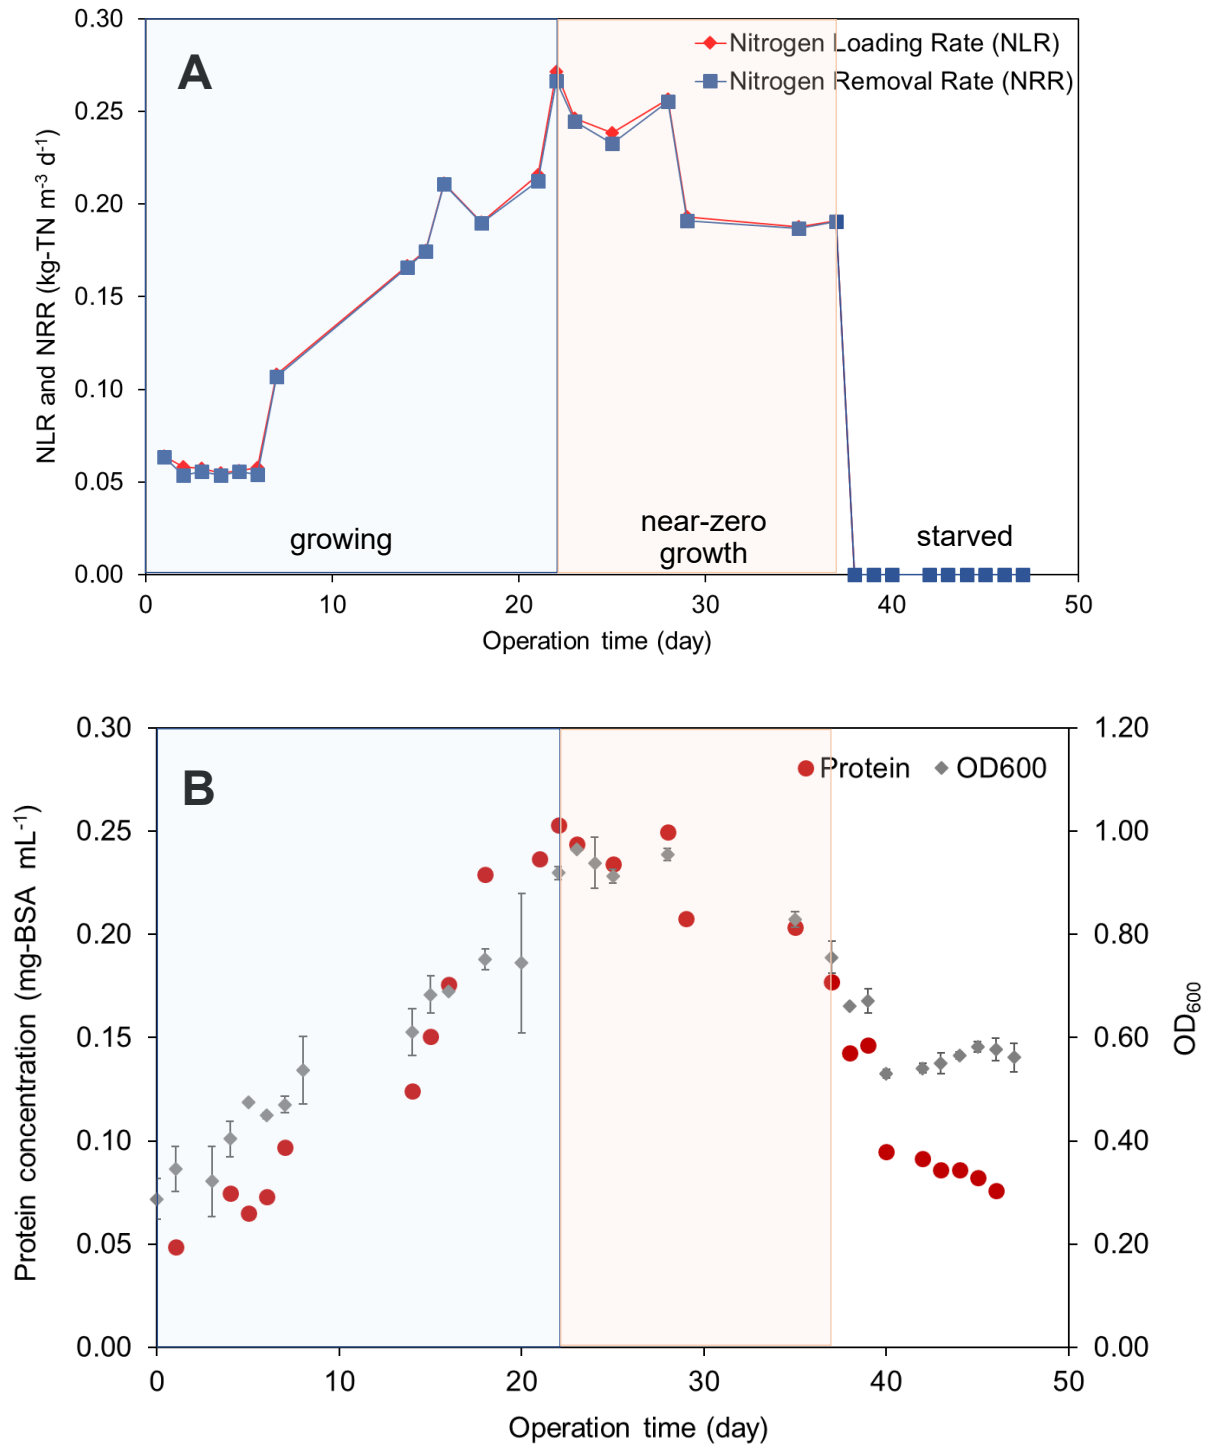 0.30
0.25
0.20
0.15
0.10
0.05
0.00
NLR and NRR (kg-TN m-3 d-1)
A
Nitrogen Loading Rate (NLR)
Nitrogen Removal Rate (NRR)
growing
near-zero
growth
starved
0 10 20 30 40 50
Operation time (day)
0.30
0.25
0.20
0.15
0.10
0.05
0.00
Protein concentration (mg-BSA mL-1)
B
Protein OD600
1.20
1.00
0.80
0.60
0.40
0.20
0.00
OD600
0 10 20 30 40 50
Operation time (day)